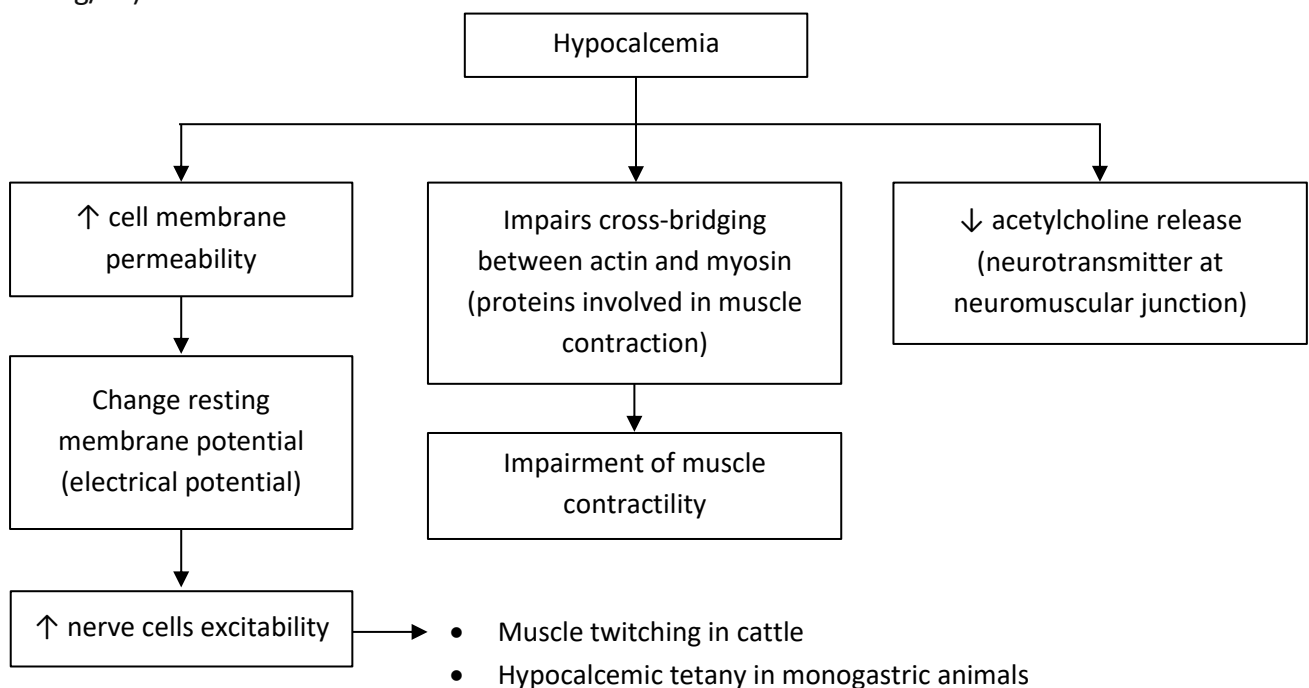 Hypocalcemia
↑ cell membrane
permeability
Impairs cross-bridging
between actin and myosin
(proteins involved in muscle
contraction)
↓ acetylcholine release
(neurotransmitter at
neuromuscular junction)
Change resting
membrane potential
(electrical potential)
Impairment of muscle
contractility
↑ nerve cells excitability
• Muscle twitching in cattle
• Hypocalcemic tetany in monogastric animals